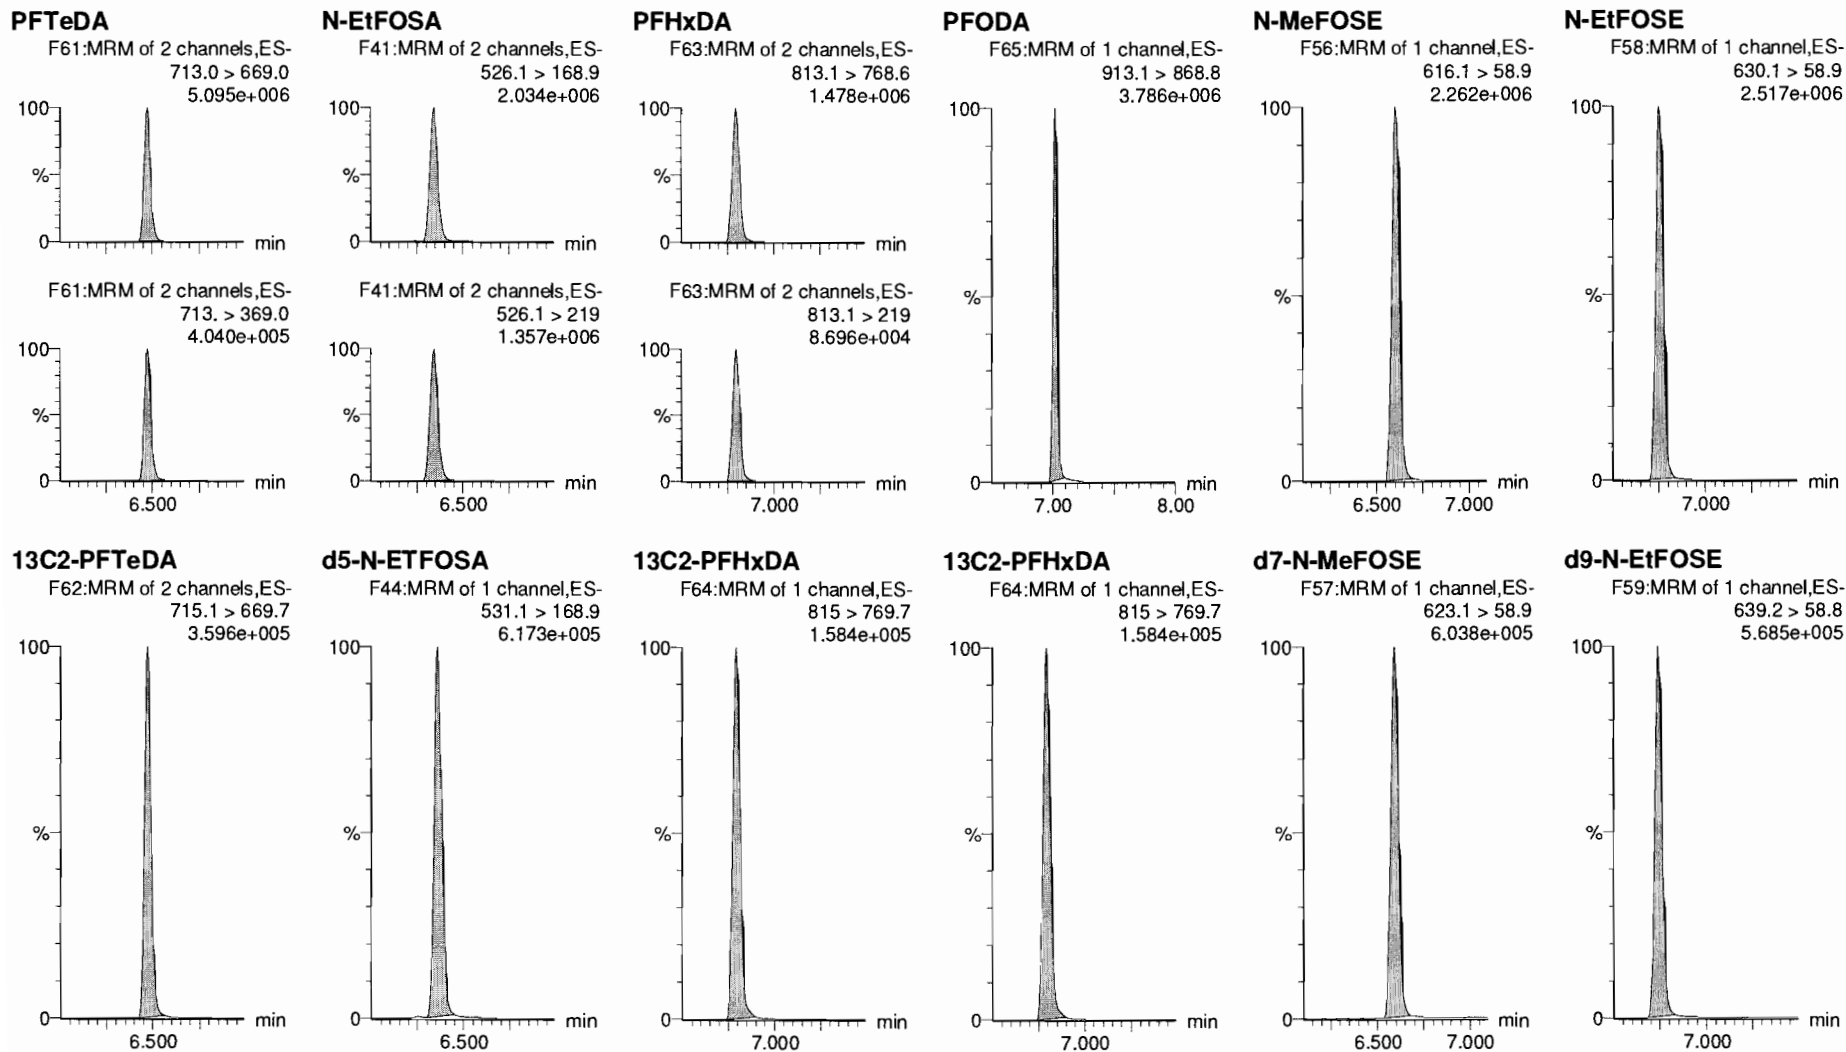 PFTeDA
F61:MRM of 2 channels,ES-
713.0 > 669.0
5.095e+006
100
%
0
min
F61:MRM of 2 channels,ES-
713. > 369.0
4.040e+005
100
%
0
min
6.500
N-EtFOSA
F41:MRM of 2 channels,ES-
526.1 > 168.9
2.034e+006
100
%
0
min
F41:MRM of 2 channels,ES-
526.1 > 219
1.357e+006
100
%
0
min
6.500
PFHxDA
F63:MRM of 2 channels,ES-
813.1 > 768.6
1.478e+006
100
%
0
min
F63:MRM of 2 channels,ES-
813.1 > 219
8.696e+004
100
%
0
min
7.000
PFODA
F65:MRM of 1 channel,ES-
913.1 > 868.8
3.786e+006
100
%
0
min
7.00 8.00
N-MeFOSE
F56:MRM of 1 channel,ES-
616.1 > 58.9
2.262e+006
100
%
0
min
6.500 7.000
N-EtFOSE
F58:MRM of 1 channel,ES-
630.1 > 58.9
2.517e+006
100
%
0
min
7.000
13C2-PFTeDA
F62:MRM of 2 channels,ES-
715.1 > 669.7
3.596e+005
100
%
0
min
6.500
d5-N-ETFOSA
F44:MRM of 1 channel,ES-
531.1 > 168.9
6.173e+005
100
%
0
min
6.500
13C2-PFHxDA
F64:MRM of 1 channel,ES-
815 > 769.7
1.584e+005
100
%
0
min
7.000
13C2-PFHxDA
F64:MRM of 1 channel,ES-
815 > 769.7
1.584e+005
100
%
0
min
7.000
d7-N-MeFOSE
F57:MRM of 1 channel,ES-
623.1 > 58.9
6.038e+005
100
%
0
min
6.500 7.000
d9-N-EtFOSE
F59:MRM of 1 channel,ES-
639.2 > 58.8
5.685e+005
100
%
0
min
7.000